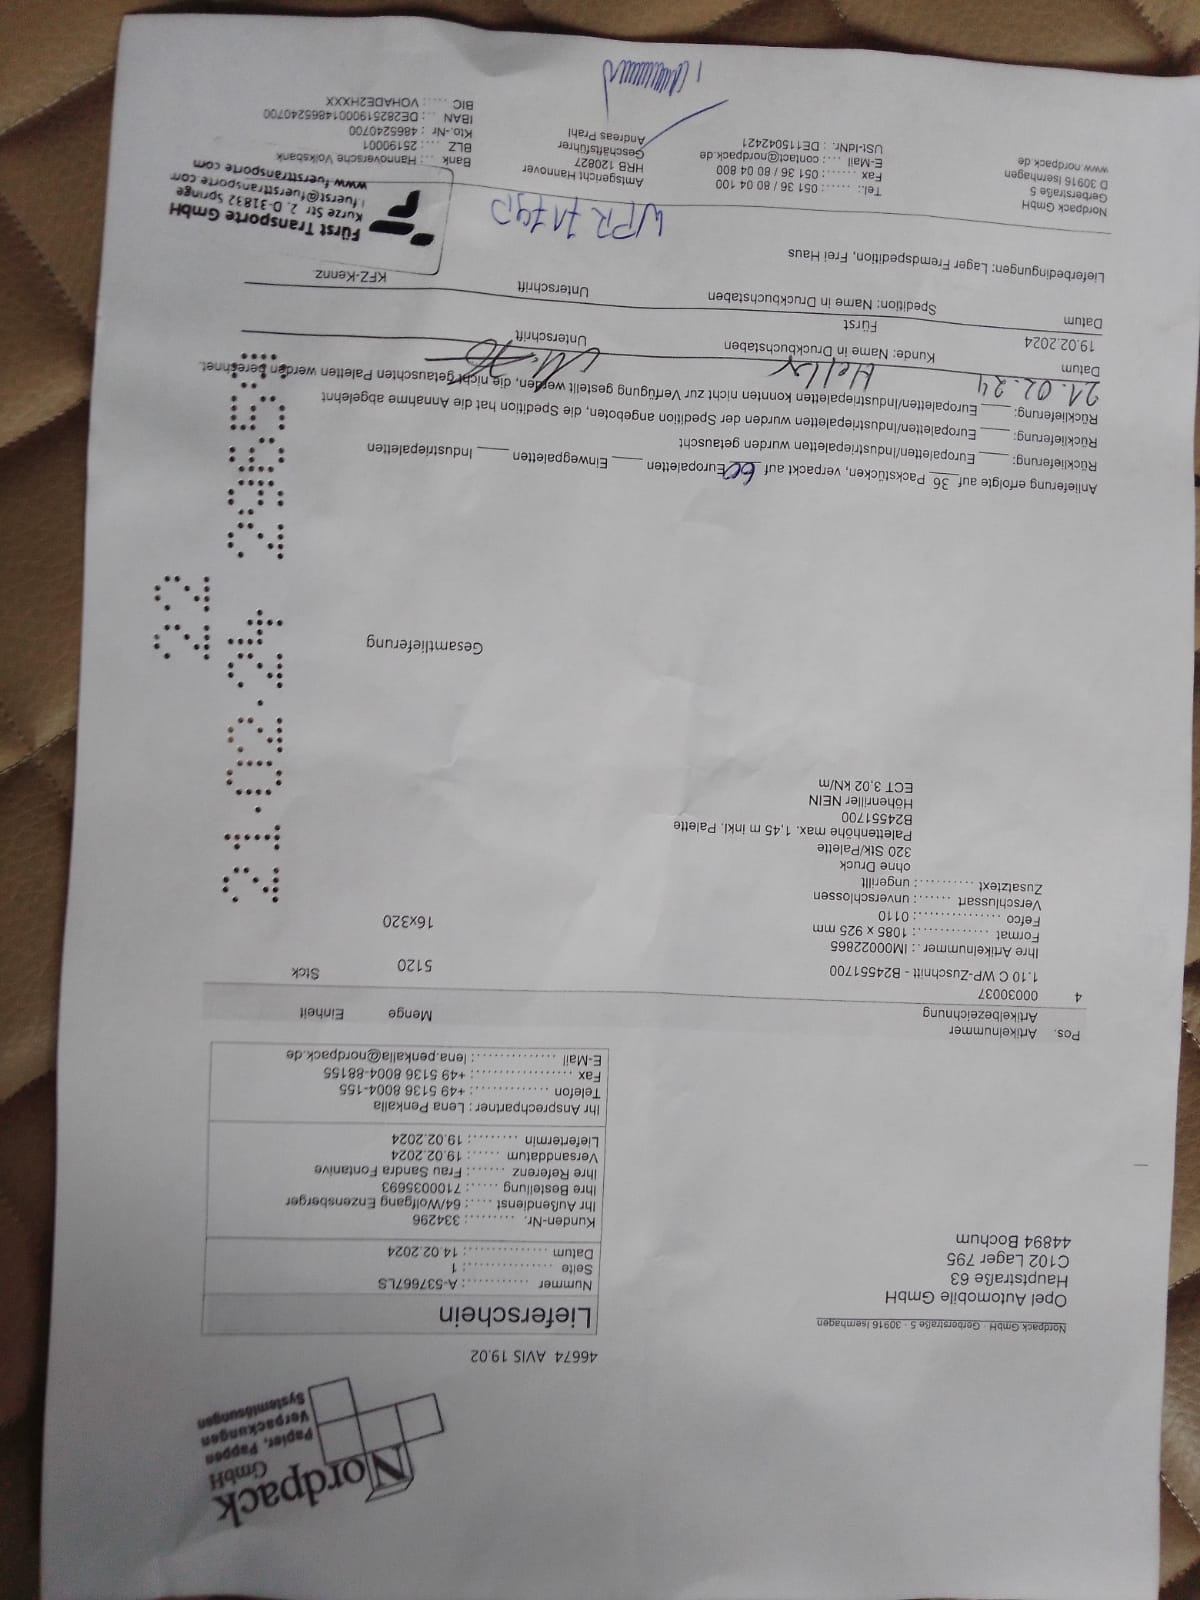 Nordpack
GmbH
Papier, Pappen
Verpackungen
Systemlösungen
46674 AVIS 19.02
Nordpack GmbH · Gerberstraße 5 · 30916 Isernhagen
Opel Automobile GmbH
Hauptstraße 63
C102 Lager 795
44894 Bochum
Lieferschein
Nummer ...........: A-537667LS
Seite ...............: 1
Datum ..............: 14.02.2024
Kunden-Nr. ........: 334296
Ihr Außendienst ....: 64/Wolfgang Enzensberger
Ihre Bestellung .....: 7100035693
Ihre Referenz ......: Frau Sandra Fontanive
Versanddatum .....: 19.02.2024
Liefertermin ........: 19.02.2024
Ihr Ansprechpartner : Lena Penkalla
Telefon .............: +49 5136 8004-155
Fax .................: +49 5136 8004-88155
E-Mail ..............: lena.penkalla@nordpack.de
Pos. Artikelnummer Menge Einheit
Artikelbezeichnung
4 00030037 5120 Stck
1.10 C WP-Zuschnitt - B24551700
Ihre Artikelnummer .: IM00022865 16x320
Format .............: 1085 x 925 mm
Fefco ...............: 0110
Verschlussart ......: unverschlossen
Zusatztext ..........: ungerillt
ohne Druck
320 Stk/Palette
Palettenhöhe max. 1,45 m inkl. Palette
B24551700
Höhenriller NEIN
ECT 3,02 kN/m
Gesamtlieferung
21.02.24
22
Anlieferung erfolgte auf 36 Packstücken, verpackt auf 60 Europaletten ____ Einwegpaletten ____ Industriepaletten
Rücklieferung: ____ Europaletten/Industriepaletten wurden getauscht
Rücklieferung: ____ Europaletten/Industriepaletten wurden der Spedition angeboten, die Spedition hat die Annahme abgelehnt
Rücklieferung: ____ Europaletten/Industriepaletten konnten nicht zur Verfügung gestellt werden, die nicht getauschten Paletten werden berechnet.
21.02.24 Heller
Datum Kunde: Name in Druckbuchstaben Unterschrift
19.02.2024 Fürst
Datum Spedition: Name in Druckbuchstaben Unterschrift KFZ-Kennz.
Lieferbedingungen: Lager Fremdspedition, Frei Haus
Fürst Transporte GmbH
Kurze Str 2, D-31832 Springe
fuerst@fuersttransporte.com
www.fuersttransporte.com
Nordpack GmbH
Gerberstraße 5
D 30916 Isernhagen
www.nordpack.de
Tel.: ......: 051 36 / 80 04 100
Fax .......: 051 36 / 80 04 800
E-Mail ...: contact@nordpack.de
USt-IdNr. : DE115042421
Amtsgericht Hannover
HRB 120827
Geschäftsführer
Andreas Prahl
Bank ...: Hannoversche Volksbank
BLZ ....: 25190001
Kto.-Nr : 4865240700
IBAN ..: DE28251900014865240700
BIC ....: VOHADE2HXXX